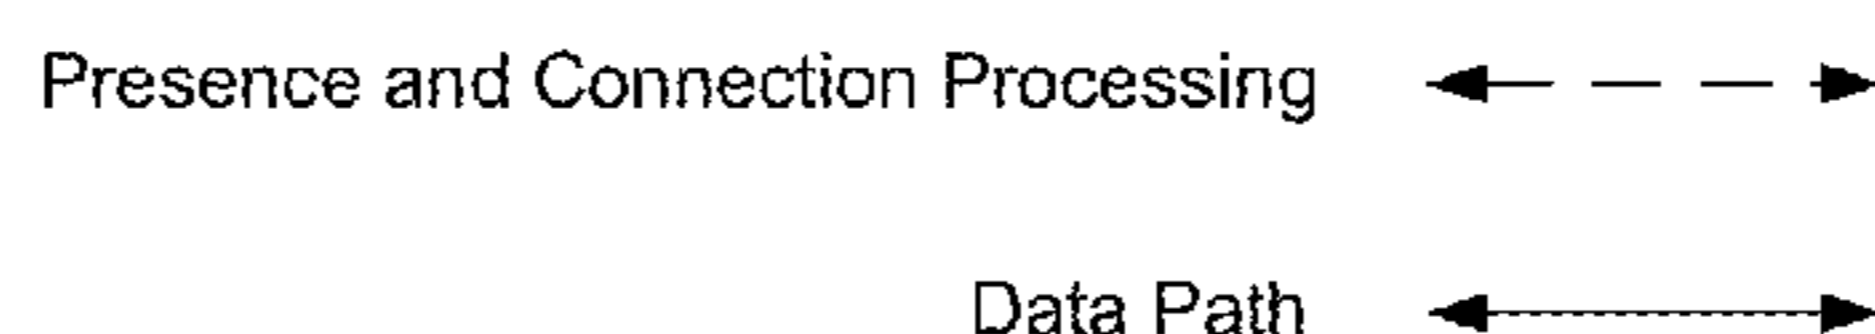 Presence and Connection Processing
Data Path